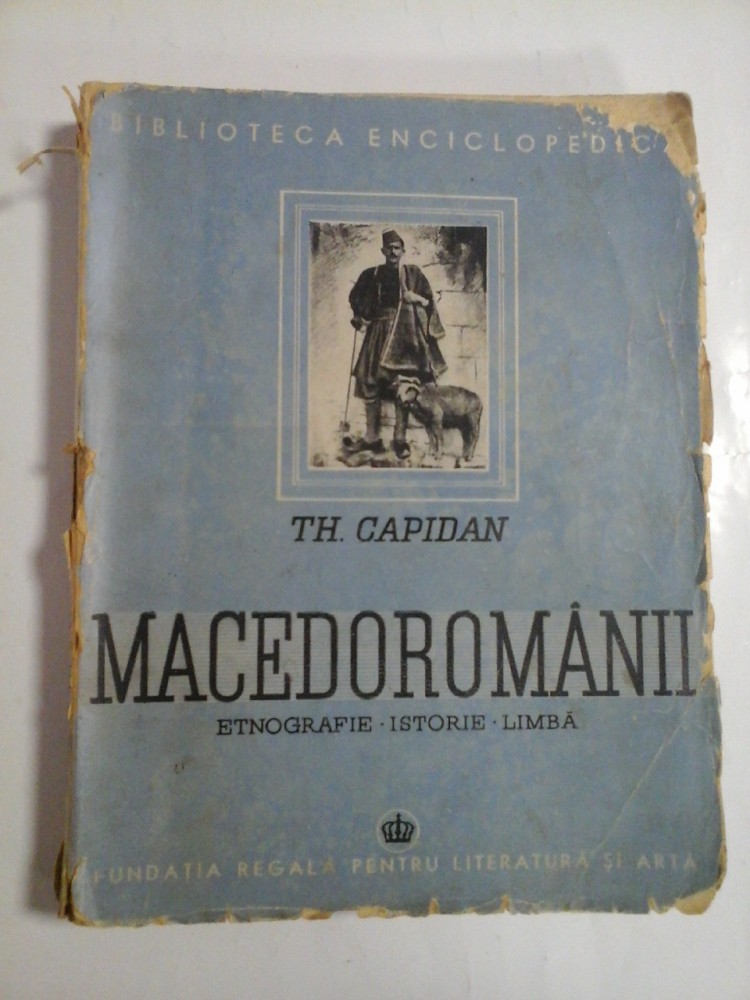 BIBLIOTECA ENCICLOPEDIC
TH. CAPIDAN
MACEDOROMÂNII
ETNOGRAFIE · ISTORIE · LIMBĂ
FUNDAȚIA REGALĂ PENTRU LITERATURĂ ȘI ARTĂ